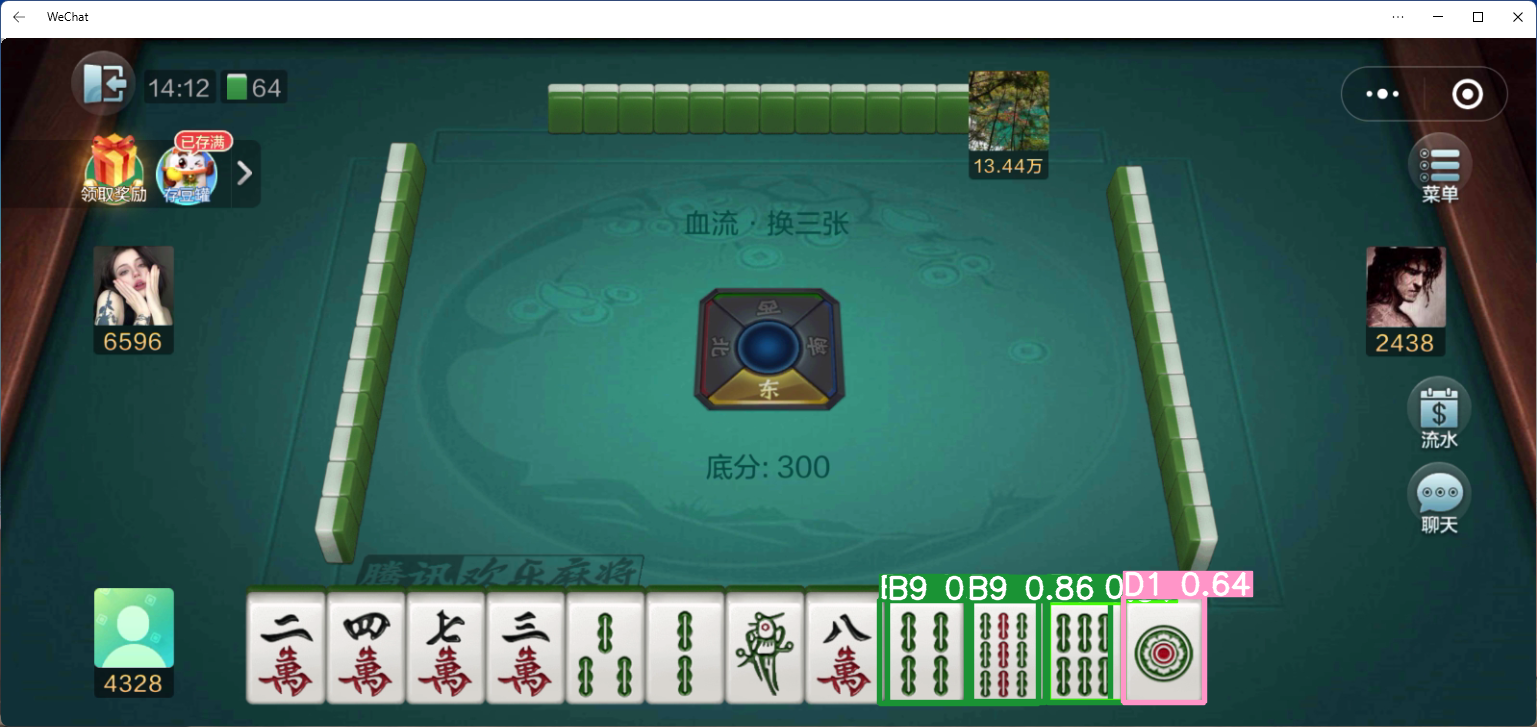 WeChat
14:12
64
13.44万
已存满
领取奖励
存豆罐
菜单
血流·换三张
6596
2438
北
东
流水
底分: 300
聊天
腾讯欢乐麻将
B9 0
B9 0.86
0
D1 0.64
二萬
四萬
七萬
三萬
八萬
4328